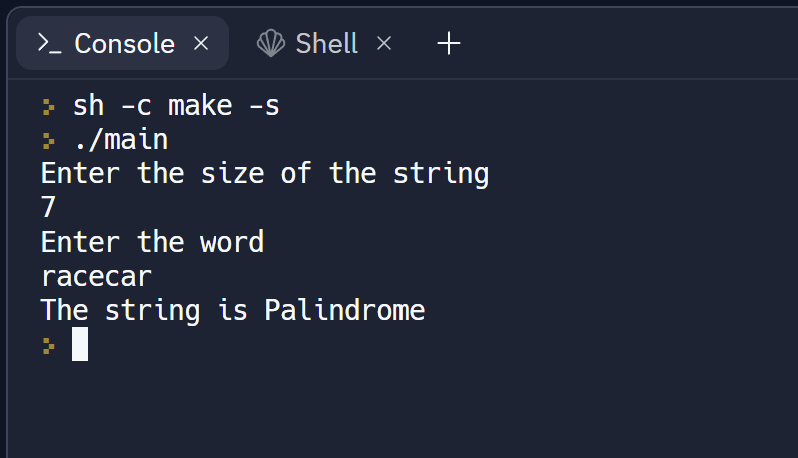 Console
Shell
sh -c make -s
./main
Enter the size of the string
7
Enter the word
racecar
The string is Palindrome